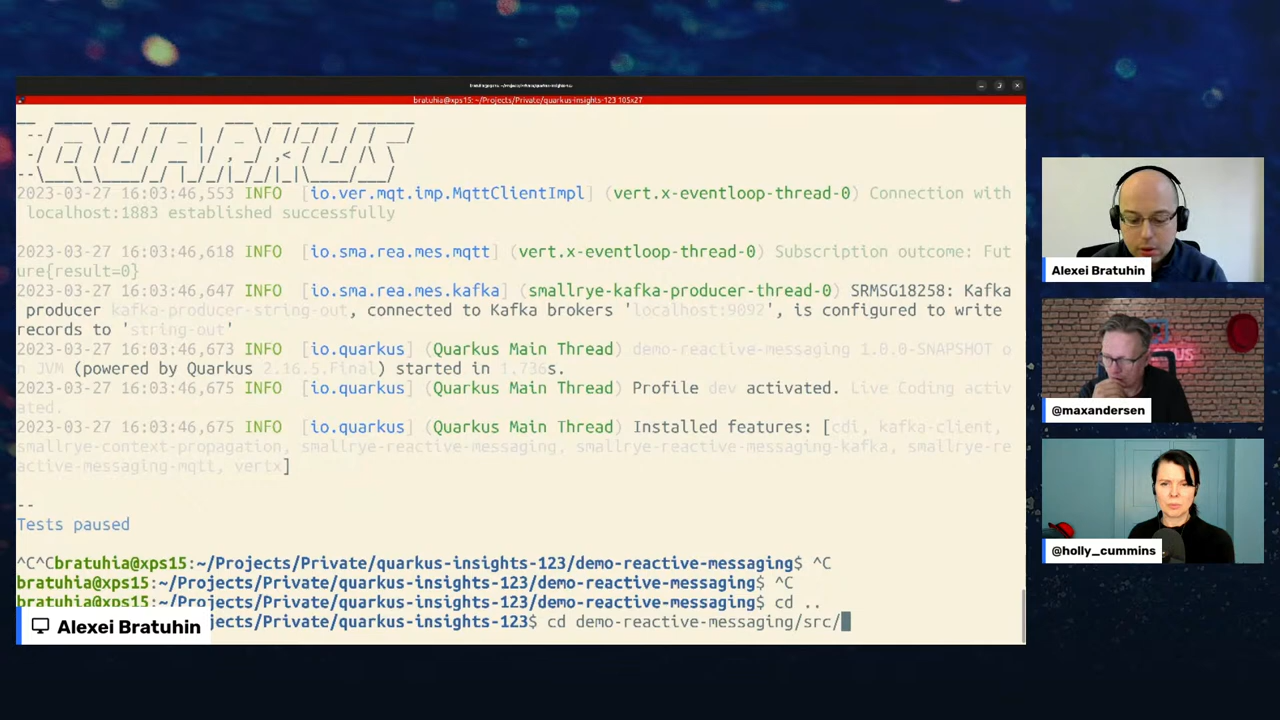 bratuhia@xps15: ~/Projects/Private/quarkus-insights-123 105x27
2023-03-27 16:03:46,553 INFO  [io.ver.mqt.imp.MqttClientImpl] (vert.x-eventloop-thread-0) Connection with
 localhost:1883 established successfully
2023-03-27 16:03:46,618 INFO  [io.sma.rea.mes.mqtt] (vert.x-eventloop-thread-0) Subscription outcome: Fut
ure{result=0}
2023-03-27 16:03:46,647 INFO  [io.sma.rea.mes.kafka] (smallrye-kafka-producer-thread-0) SRMSG18258: Kafka
 producer kafka-producer-string-out, connected to Kafka brokers 'localhost:9092', is configured to write
records to 'string-out'
2023-03-27 16:03:46,673 INFO  [io.quarkus] (Quarkus Main Thread) demo-reactive-messaging 1.0.0-SNAPSHOT o
n JVM (powered by Quarkus 2.16.5.Final) started in 1.736s.
2023-03-27 16:03:46,675 INFO  [io.quarkus] (Quarkus Main Thread) Profile dev activated. Live Coding activ
ated.
2023-03-27 16:03:46,675 INFO  [io.quarkus] (Quarkus Main Thread) Installed features: [cdi, kafka-client,
smallrye-context-propagation, smallrye-reactive-messaging, smallrye-reactive-messaging-kafka, smallrye-re
active-messaging-mqtt, vertx]
--
Tests paused
^C^Cbratuhia@xps15:~/Projects/Private/quarkus-insights-123/demo-reactive-messaging$ ^C
bratuhia@xps15:~/Projects/Private/quarkus-insights-123/demo-reactive-messaging$ ^C
bratuhia@xps15:~/Projects/Private/quarkus-insights-123/demo-reactive-messaging$ cd ..
ojects/Private/quarkus-insights-123$ cd demo-reactive-messaging/src/
Alexei Bratuhin
Alexei Bratuhin
@maxandersen
@holly_cummins